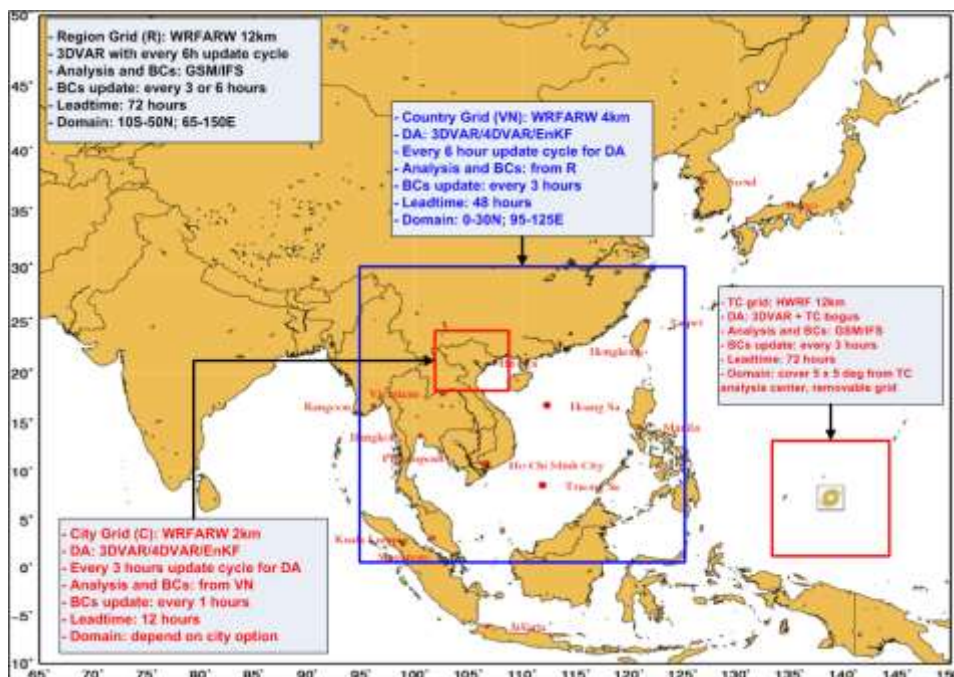 50°
45°
40°
35°
30°
25°
20°
15°
10°
5°
0°
-5°
-10°
- Region Grid (R): WRFARW 12km
- 3DVAR with every 6h update cycle
- Analysis and BCs: GSM/IFS
- BCs update: every 3 or 6 hours
- Leadtime: 72 hours
- Domain: 10S-50N; 65-150E
- Country Grid (VN): WRFARW 4km
- DA: 3DVAR/4DVAR/EnKF
- Every 6 hour update cycle for DA
- Analysis and BCs: from R
- BCs update: every 3 hours
- Leadtime: 48 hours
- Domain: 0-30N; 95-125E
- TC grid: HWRF 12km
- DA: 3DVAR + TC bogus
- Analysis and BCs: GSM/IFS
- BCs update: every 3 hours
- Leadtime: 72 hours
- Domain: cover 5 x 5 deg from TC
analysis center, removable grid
Hongkong
Rangoon
Hoang Sa
Manila
Bangkok
Ho Chi Minh City
Truong Sa
Jakarta
- City Grid (C): WRFARW 2km
- DA: 3DVAR/4DVAR/EnKF
- Every 3 hours update cycle for DA
- Analysis and BCs: from VN
- BCs update: every 1 hours
- Leadtime: 12 hours
- Domain: depend on city option
65° 70° 75° 80° 85° 90° 95° 100° 105° 110° 115° 120° 125° 130° 135° 140° 145° 150°